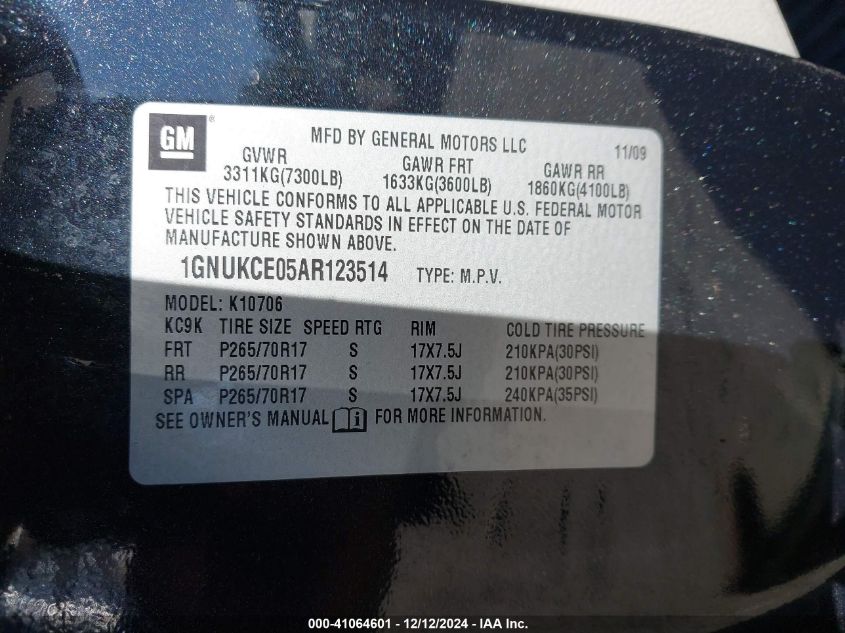 GM ®
MFD BY GENERAL MOTORS LLC 11/09
GVWR GAWR FRT GAWR RR
3311KG(7300LB) 1633KG(3600LB) 1860KG(4100LB)
THIS VEHICLE CONFORMS TO ALL APPLICABLE U.S. FEDERAL MOTOR
VEHICLE SAFETY STANDARDS IN EFFECT ON THE DATE OF
MANUFACTURE SHOWN ABOVE.
1GNUKCE05AR123514 TYPE: M.P.V.
MODEL: K10706
KC9K TIRE SIZE SPEED RTG RIM COLD TIRE PRESSURE
FRT P265/70R17 S 17X7.5J 210KPA(30PSI)
RR P265/70R17 S 17X7.5J 210KPA(30PSI)
SPA P265/70R17 S 17X7.5J 240KPA(35PSI)
SEE OWNER'S MANUAL i FOR MORE INFORMATION.
000-41064601 - 12/12/2024 - IAA Inc.